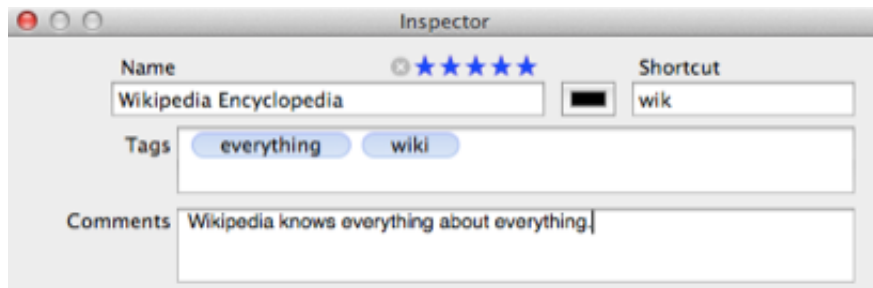 Inspector
Name Shortcut
Wikipedia Encyclopedia wik
Tags everything wiki
Comments Wikipedia knows everything about everything.